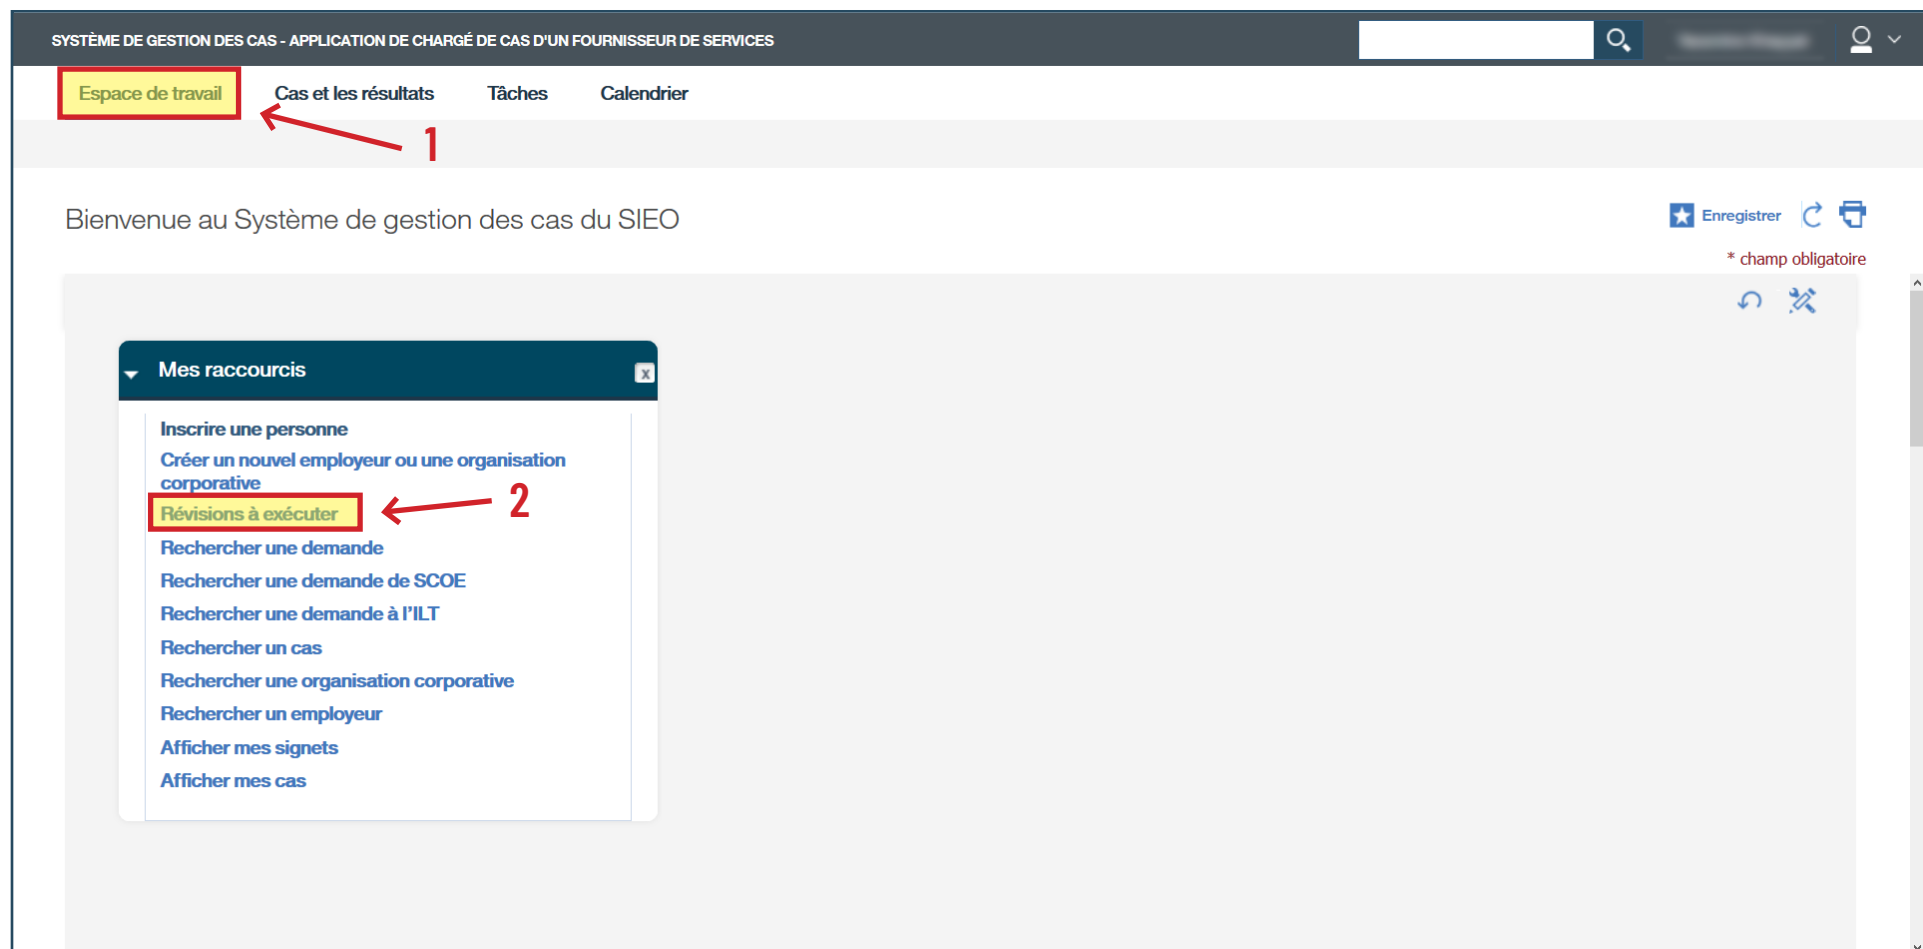 SYSTÈME DE GESTION DES CAS - APPLICATION DE CHARGÉ DE CAS D'UN FOURNISSEUR DE SERVICES
Espace de travail
Cas et les résultats
Tâches
Calendrier
1
Bienvenue au Système de gestion des cas du SIEO
Enregistrer
* champ obligatoire
Mes raccourcis
x
Inscrire une personne
Créer un nouvel employeur ou une organisation
corporative
Révisions à exécuter
2
Rechercher une demande
Rechercher une demande de SCOE
Rechercher une demande à l’ILT
Rechercher un cas
Rechercher une organisation corporative
Rechercher un employeur
Afficher mes signets
Afficher mes cas